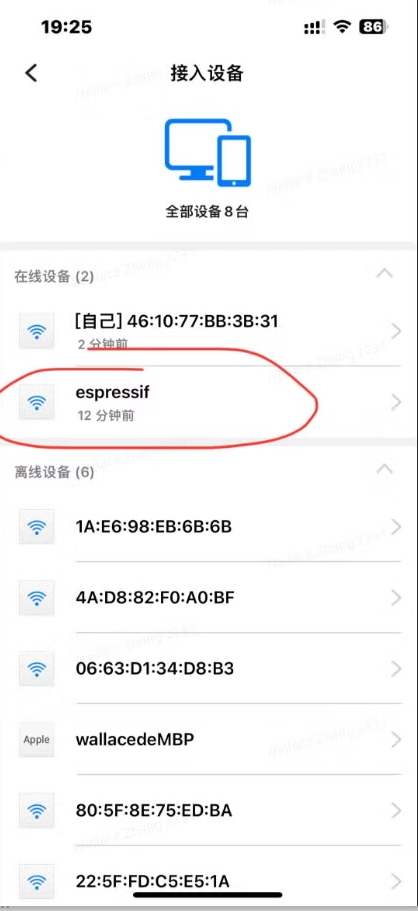 19:25
86
接入设备
全部设备8台
在线设备 (2)
[自己] 46:10:77:BB:3B:31
2 分钟前
espressif
12 分钟前
离线设备 (6)
1A:E6:98:EB:6B:6B
4A:D8:82:F0:A0:BF
06:63:D1:34:D8:B3
Apple
wallacedeMBP
80:5F:8E:75:ED:BA
22:5F:FD:C5:E5:1A